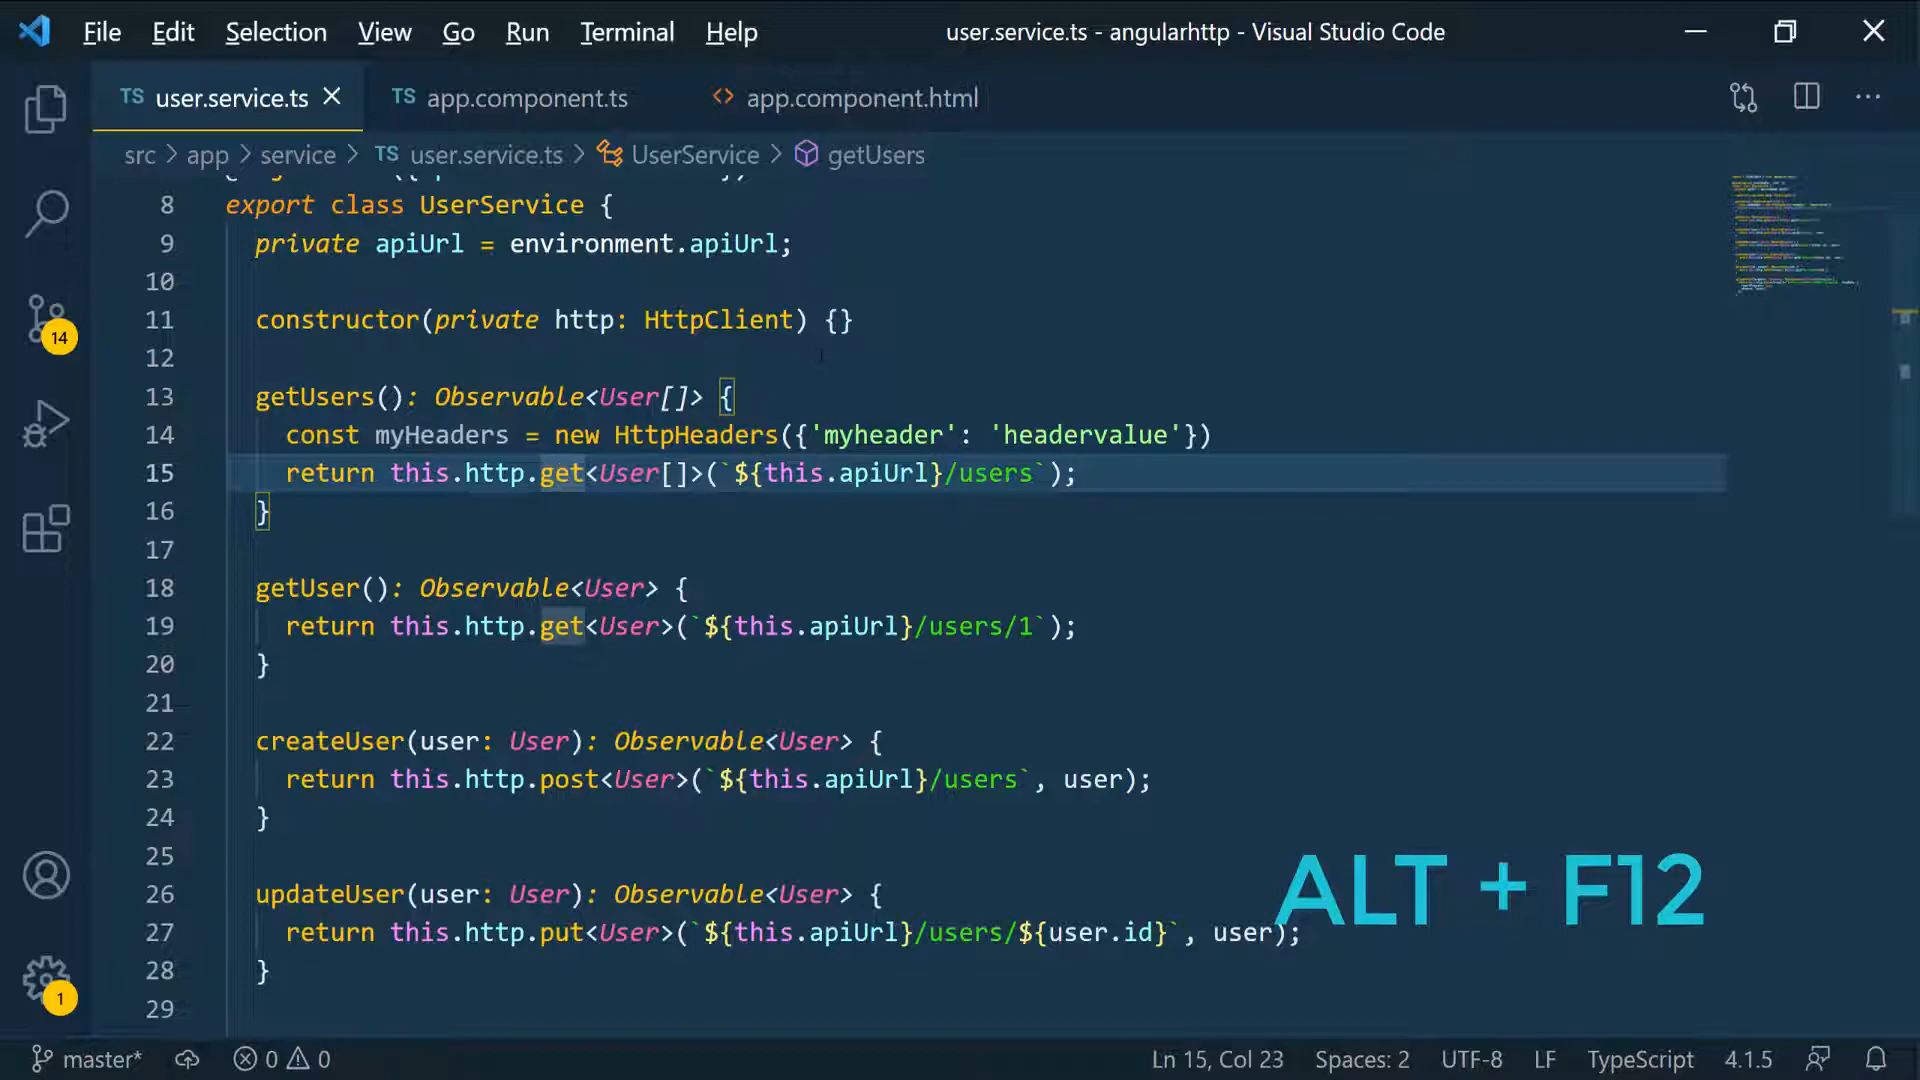 File Edit Selection View Go Run Terminal Help user.service.ts - angularhttp - Visual Studio Code
TS user.service.ts TS app.component.ts <> app.component.html
src > app > service > TS user.service.ts > UserService > getUsers
8 export class UserService {
9 private apiUrl = environment.apiUrl;
10
11 constructor(private http: HttpClient) {}
12
13 getUsers(): Observable<User[]> {
14 const myHeaders = new HttpHeaders({'myheader': 'headervalue'})
15 return this.http.get<User[]>(`${this.apiUrl}/users`);
16 }
17
18 getUser(): Observable<User> {
19 return this.http.get<User>(`${this.apiUrl}/users/1`);
20 }
21
22 createUser(user: User): Observable<User> {
23 return this.http.post<User>(`${this.apiUrl}/users`, user);
24 }
25
26 updateUser(user: User): Observable<User> {
27 return this.http.put<User>(`${this.apiUrl}/users/${user.id}`, user);
28 }
29
14
1
ALT + F12
master* 0 0 Ln 15, Col 23 Spaces: 2 UTF-8 LF TypeScript 4.1.5